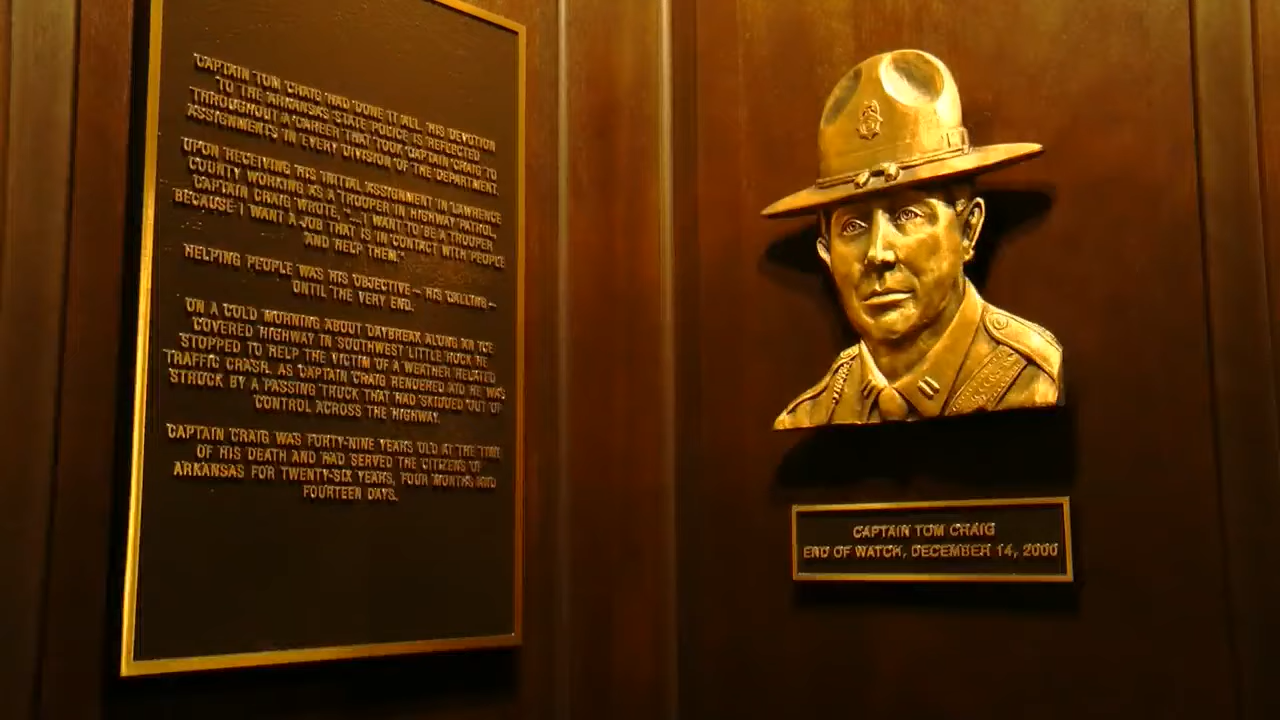 CAPTAIN TOM CRAIG HAD DONE IT ALL. HIS DEVOTION
TO THE ARKANSAS STATE POLICE IS REFLECTED
THROUGHOUT A CAREER THAT TOOK CAPTAIN CRAIG TO
ASSIGNMENTS IN EVERY DIVISION OF THE DEPARTMENT.
UPON RECEIVING HIS INITIAL ASSIGNMENT IN LAWRENCE
COUNTY WORKING AS A TROOPER IN HIGHWAY PATROL,
CAPTAIN CRAIG WROTE, "...I WANT TO BE A TROOPER
BECAUSE I WANT A JOB THAT IS IN CONTACT WITH PEOPLE
AND HELP THEM."
HELPING PEOPLE WAS HIS OBJECTIVE – HIS CALLING –
UNTIL THE VERY END.
ON A COLD MORNING ABOUT DAYBREAK ALONG AN ICE
COVERED HIGHWAY IN SOUTHWEST LITTLE ROCK HE
STOPPED TO HELP THE VICTIM OF A WEATHER RELATED
TRAFFIC CRASH. AS CAPTAIN CRAIG RENDERED AID HE WAS
STRUCK BY A PASSING TRUCK THAT HAD SKIDDED OUT OF
CONTROL ACROSS THE HIGHWAY.
CAPTAIN CRAIG WAS FORTY-NINE YEARS OLD AT THE TIME
OF HIS DEATH AND HAD SERVED THE CITIZENS OF
ARKANSAS FOR TWENTY-SIX YEARS, FOUR MONTHS AND
FOURTEEN DAYS.
CAPTAIN TOM CRAIG
END OF WATCH, DECEMBER 14, 2000